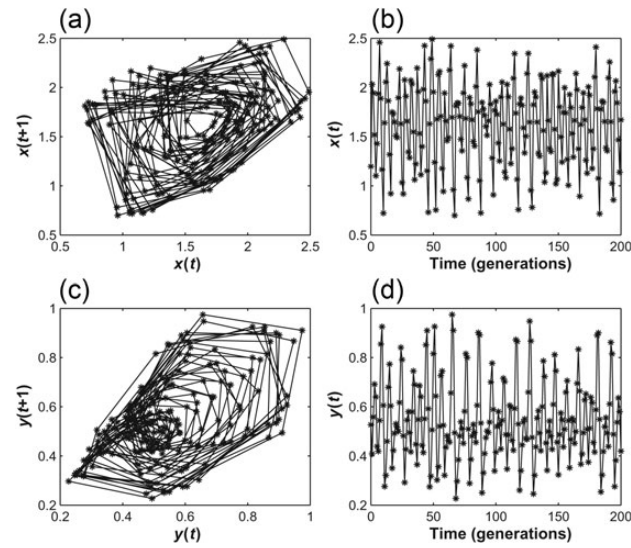 (a)
2.5
2
1.5
1
0.5
x(t+1)
0.5 1 1.5 2 2.5
x(t)
(b)
2.5
2
1.5
1
0.5
x(t)
0 50 100 150 200
Time (generations)
(c)
1
0.8
0.6
0.4
0.2
y(t+1)
0.2 0.4 0.6 0.8 1
y(t)
(d)
1
0.8
0.6
0.4
0.2
y(t)
0 50 100 150 200
Time (generations)